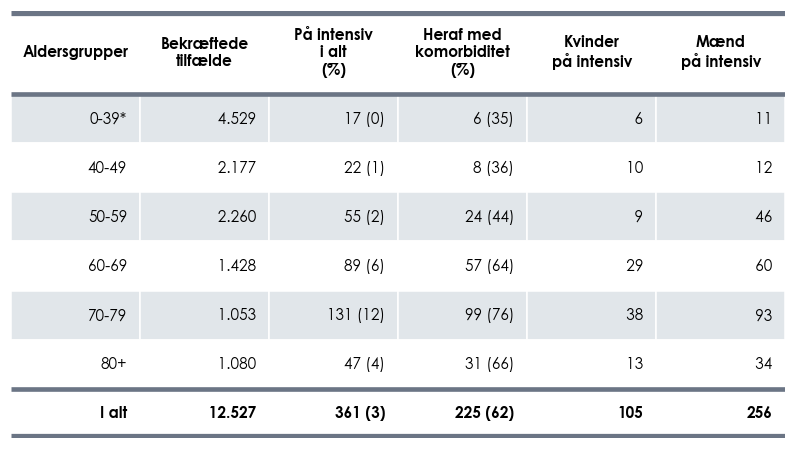 Aldersgrupper Bekræftede tilfælde På intensiv i alt (%) Heraf med komorbiditet (%) Kvinder på intensiv Mænd på intensiv
0-39* 4.529 17 (0) 6 (35) 6 11
40-49 2.177 22 (1) 8 (36) 10 12
50-59 2.260 55 (2) 24 (44) 9 46
60-69 1.428 89 (6) 57 (64) 29 60
70-79 1.053 131 (12) 99 (76) 38 93
80+ 1.080 47 (4) 31 (66) 13 34
I alt 12.527 361 (3) 225 (62) 105 256